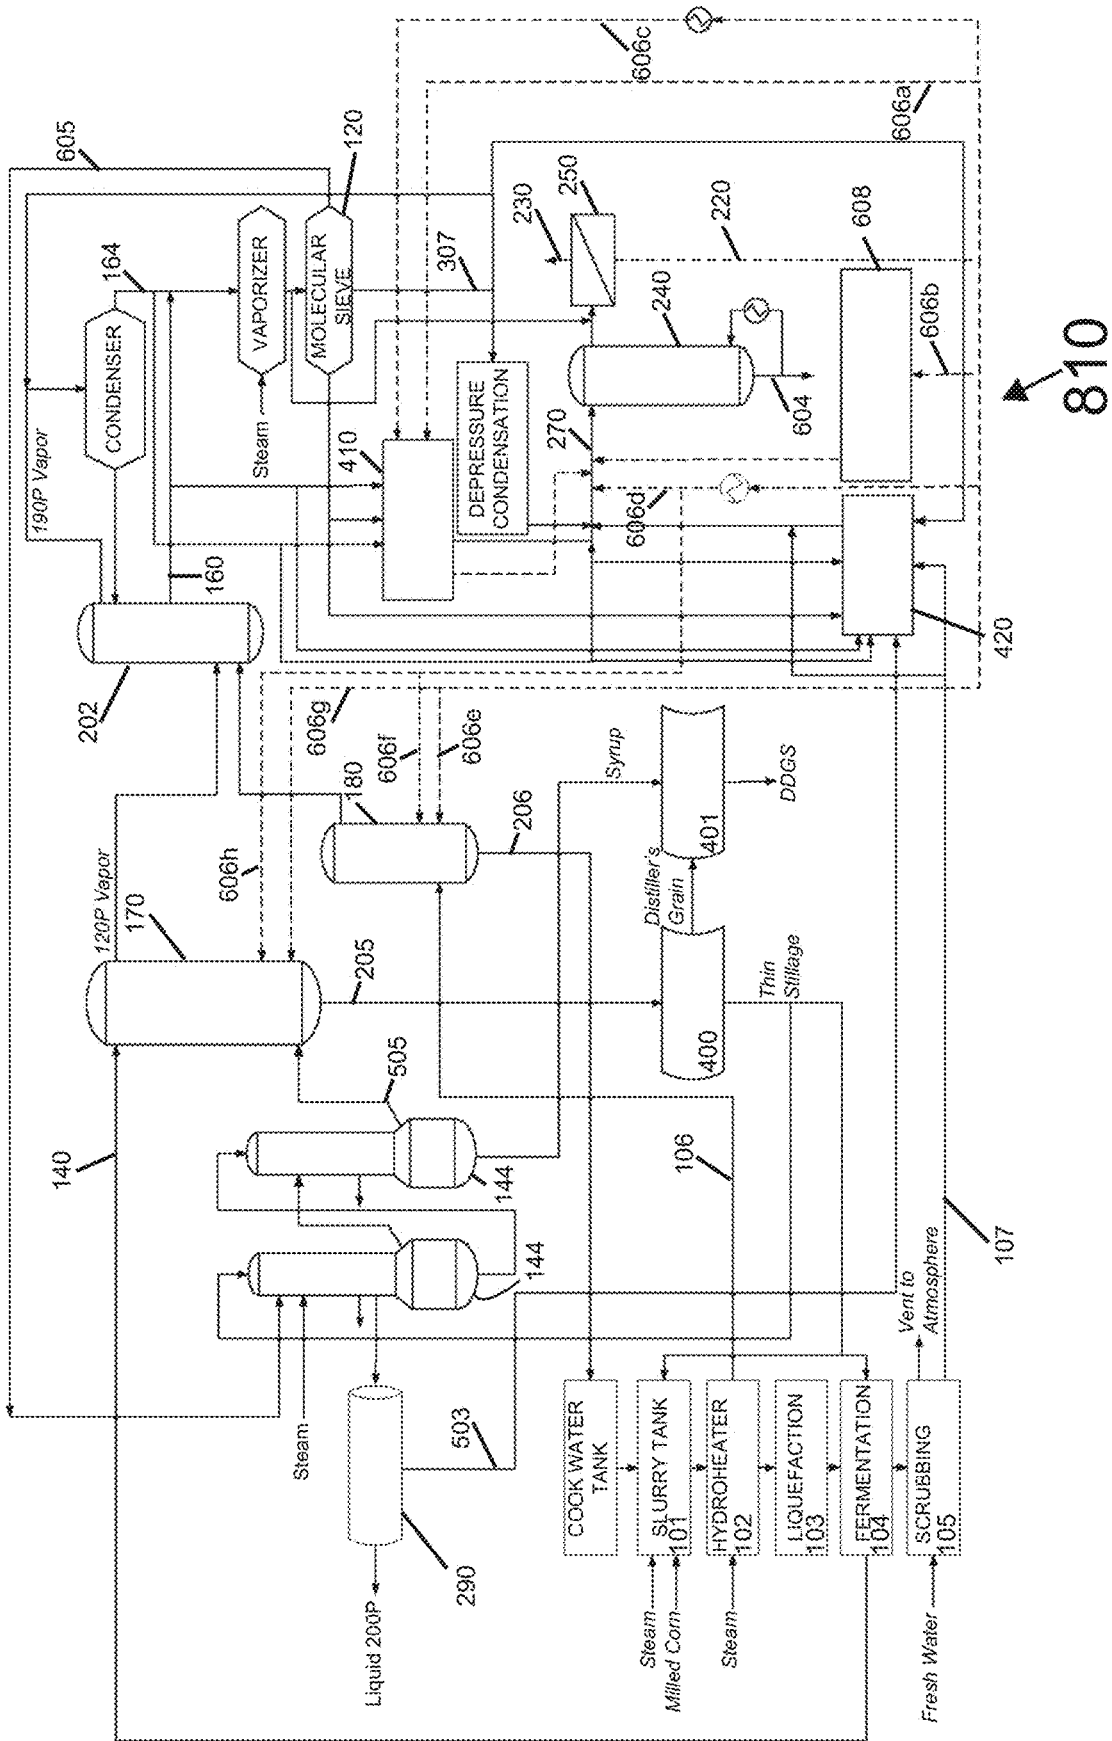 605
164
190P Vapor
CONDENSER
VAPORIZER
Steam
MOLECULAR
SIEVE
120
307
606c
606a
410
DEPRESSURE
CONDENSATION
230
250
220
240
604
270
606d
608
606b
420
160
202
120P Vapor
170
180
606h
606g
606f
606e
206
205
Syrup
401
DDGS
Distiller's
Grain
400
Thin
Stillage
505
140
144
144
106
107
Vent to
Atmosphere
Steam
503
290
Liquid 200P
COOK WATER
TANK
SLURRY TANK
101
HYDROHEATER
102
LIQUEFACTION
103
FERMENTATION
104
SCRUBBING
105
Steam
Milled Corn
Steam
Fresh Water
810